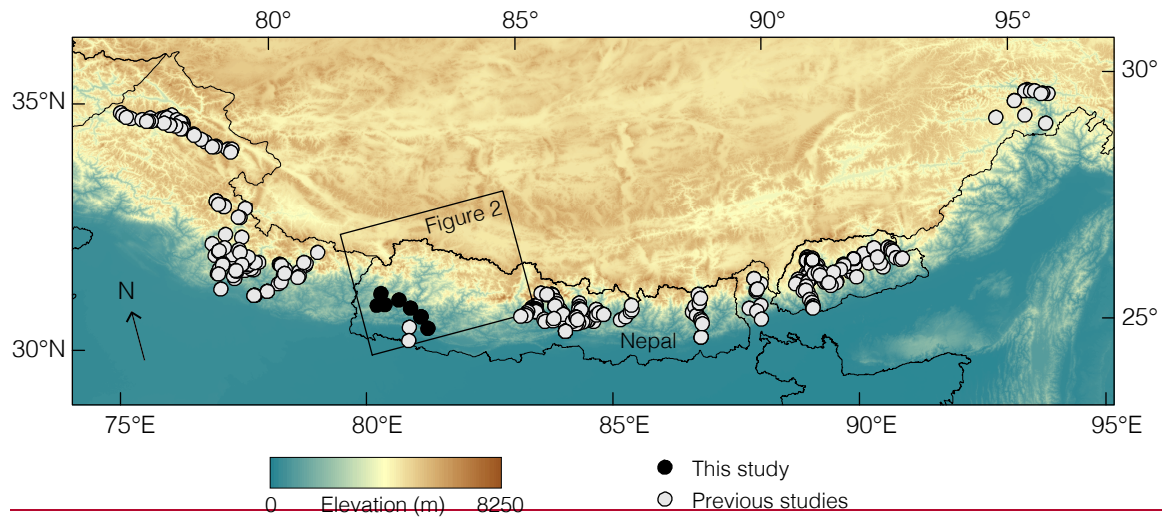 80° 85° 90° 95°
35°N 30°
Figure 2
N
Nepal 25°
30°N
75°E 80°E 85°E 90°E 95°E
This study
0 Elevation (m) 8250 Previous studies